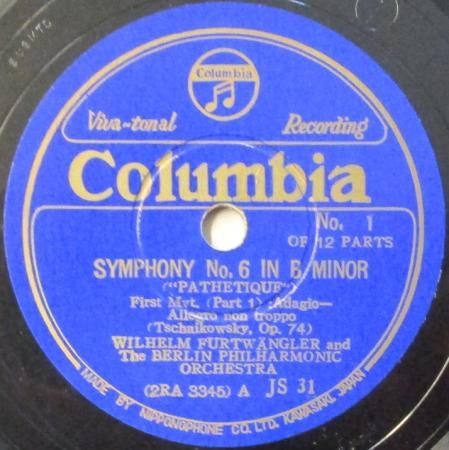 Columbia
Viva-tonal Recording
Columbia
No. 1
OF 12 PARTS
SYMPHONY No. 6 IN B MINOR
("PATHETIQUE")
First Mvt. (Part 1) :Adagio—
Allegro non troppo
(Tschaikowsky, Op. 74)
WILHELM FURTWÄNGLER and
The BERLIN PHILHARMONIC
ORCHESTRA
(2RA 3345) A JS 31
MADE BY NIPPONOPHONE CO. LTD. KAWASAKI, JAPAN